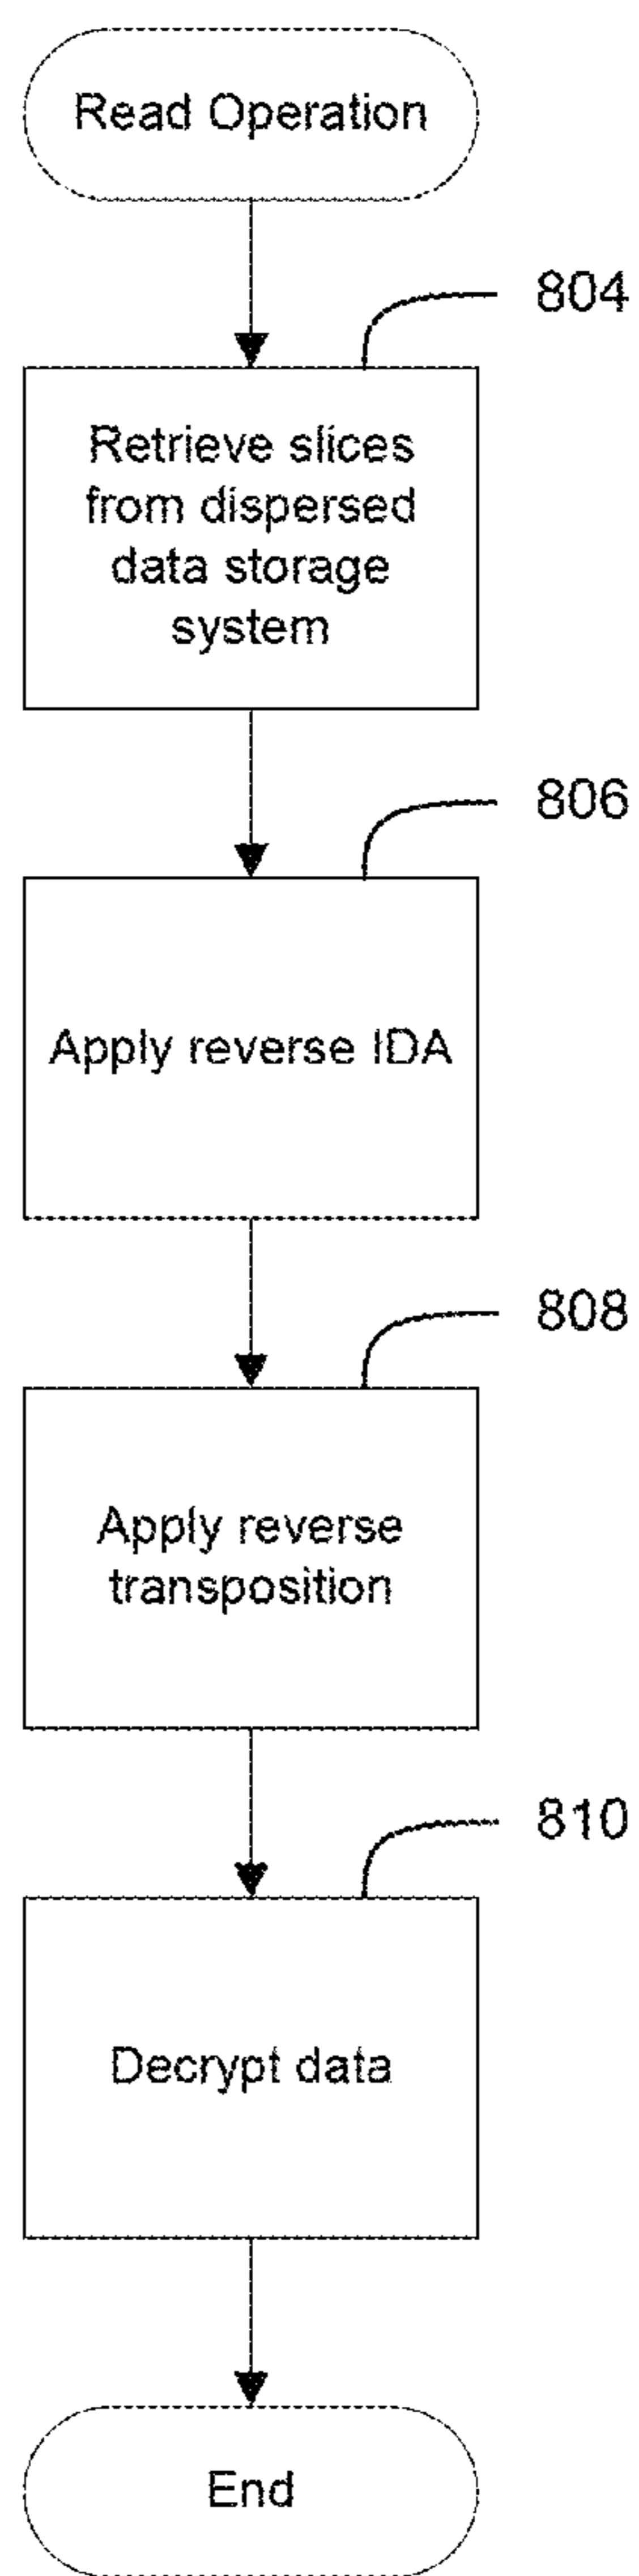 Read Operation
804
Retrieve slices
from dispersed
data storage
system
806
Apply reverse IDA
808
Apply reverse
transposition
810
Decrypt data
End